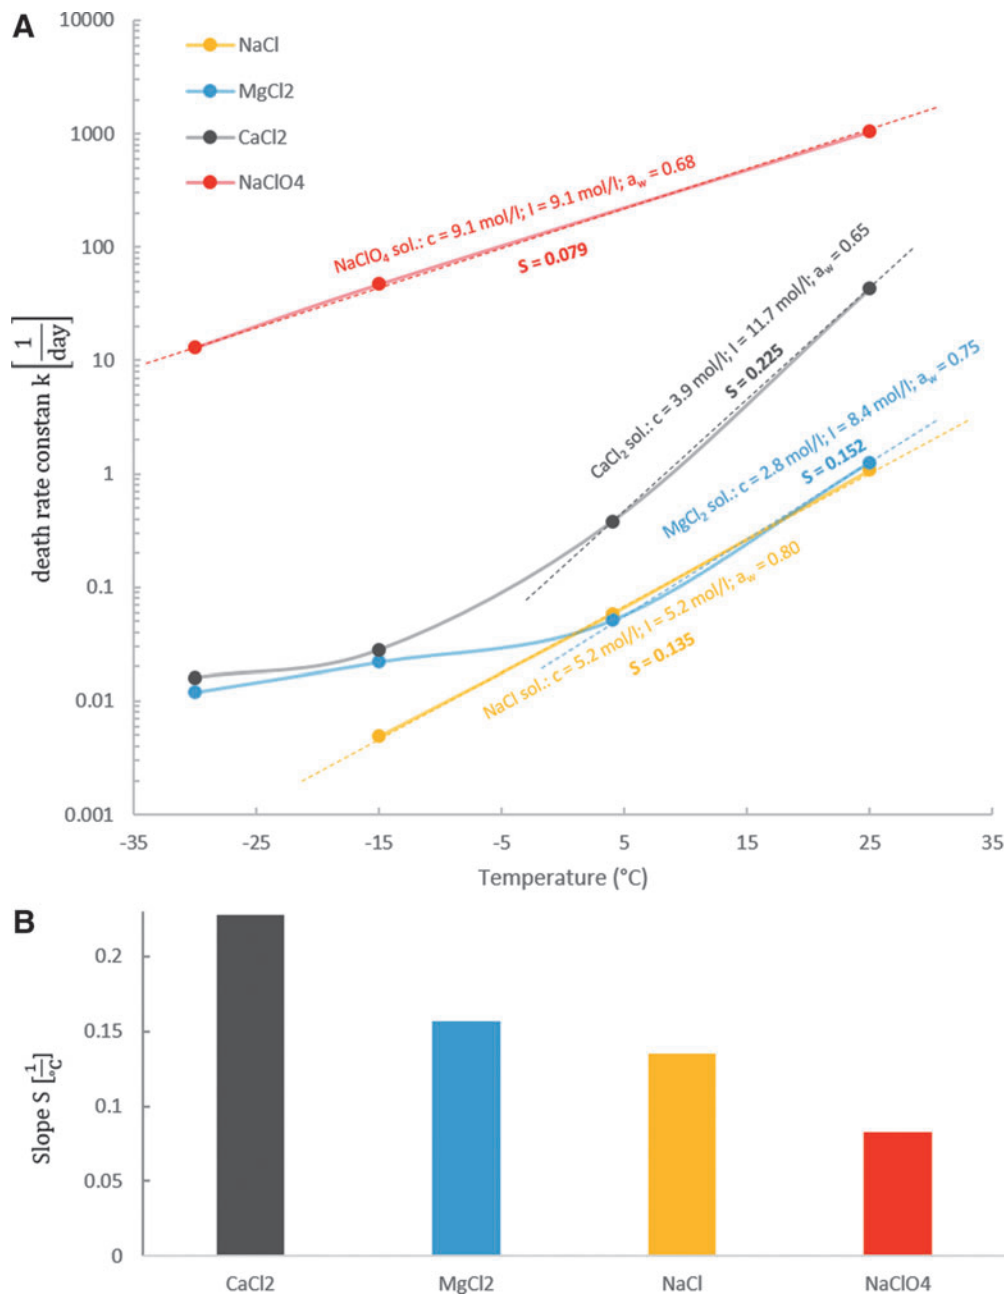 A
10000
1000
100
10
1
0.1
0.01
0.001
death rate constan k [1/day]
NaCl
MgCl2
CaCl2
NaClO4
NaClO₄ sol.: c = 9.1 mol/l; I = 9.1 mol/l; a_w = 0.68
S = 0.079
CaCl₂ sol.: c = 3.9 mol/l; I = 11.7 mol/l; a_w = 0.65
S = 0.225
MgCl₂ sol.: c = 2.8 mol/l; I = 8.4 mol/l; a_w = 0.75
S = 0.152
NaCl sol.: c = 5.2 mol/l; I = 5.2 mol/l; a_w = 0.80
S = 0.135
-35 -25 -15 -5 5 15 25 35
Temperature (°C)
B
0.2
0.15
0.1
0.05
0
Slope S [1/°C]
CaCl2 MgCl2 NaCl NaClO4